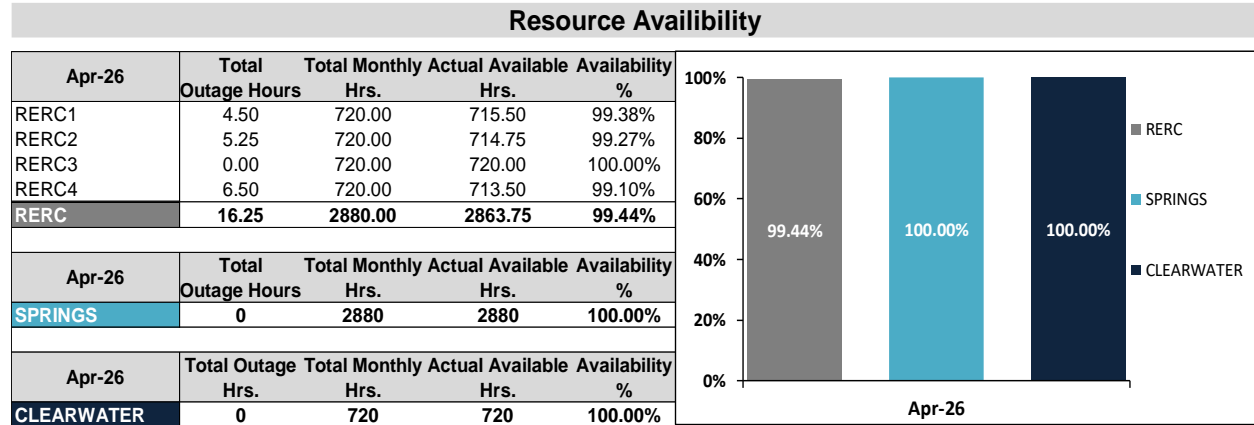 Resource Availibility
Apr-26 Total Outage Hours Total Monthly Hrs. Actual Available Hrs. Availability %
RERC1 4.50 720.00 715.50 99.38%
RERC2 5.25 720.00 714.75 99.27%
RERC3 0.00 720.00 720.00 100.00%
RERC4 6.50 720.00 713.50 99.10%
RERC 16.25 2880.00 2863.75 99.44%
Apr-26 Total Outage Hours Total Monthly Hrs. Actual Available Hrs. Availability %
SPRINGS 0 2880 2880 100.00%
Apr-26 Total Outage Hrs. Total Monthly Hrs. Actual Available Hrs. Availability %
CLEARWATER 0 720 720 100.00%
100%
80%
60%
40%
20%
0%
99.44% 100.00% 100.00%
Apr-26
RERC
SPRINGS
CLEARWATER